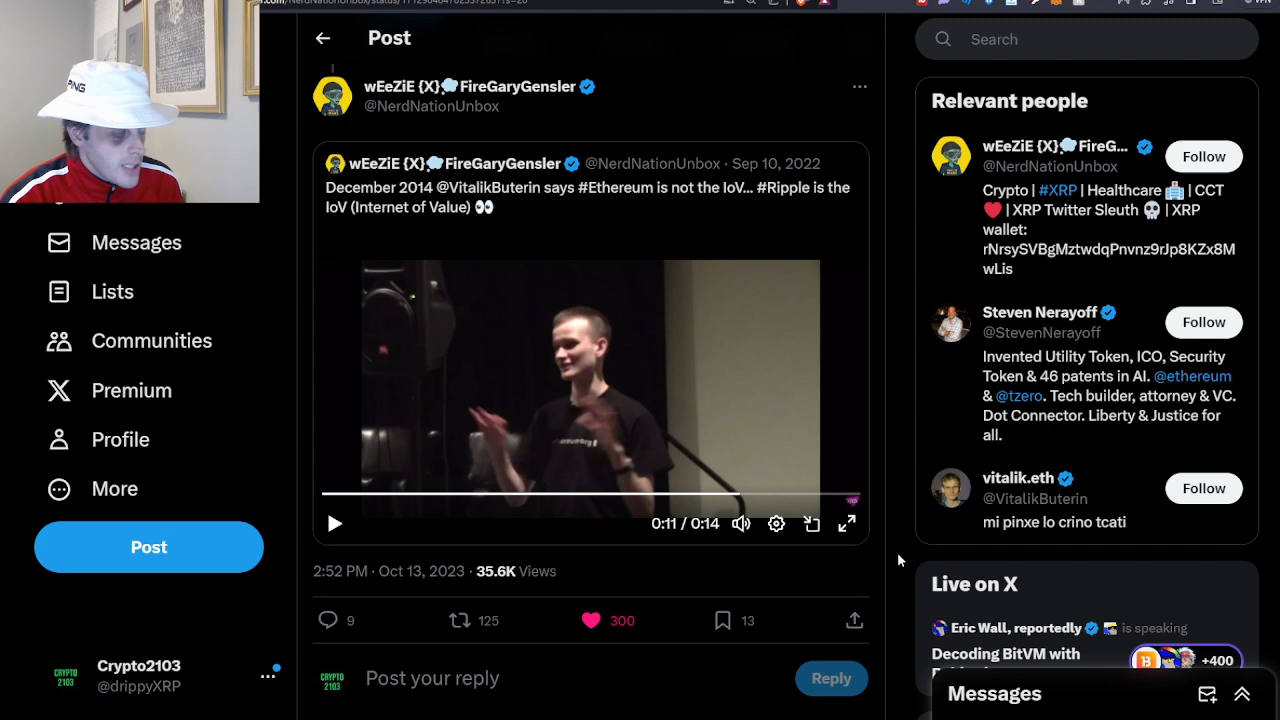 PING
Post
wEeZiE {X}💭FireGaryGensler
@NerdNationUnbox
wEeZiE {X}💭FireGaryGensler @NerdNationUnbox · Sep 10, 2022
December 2014 @VitalikButerin says #Ethereum is not the IoV... #Ripple is the
IoV (Internet of Value) 👀
0:11 / 0:14
2:52 PM · Oct 13, 2023 · 35.6K Views
9
125
300
13
Post your reply
Reply
Messages
Lists
Communities
Premium
Profile
More
Post
Crypto2103
@drippyXRP
CRYPTO
2103
CRYPTO
2103
Search
Relevant people
wEeZiE {X}💭FireG...
@NerdNationUnbox
Follow
Crypto | #XRP | Healthcare 🏥 | CCT
❤️ | XRP Twitter Sleuth 💀 | XRP
wallet:
rNrsySVBgMztwdqPnvnz9rJp8KZx8M
wLis
Steven Nerayoff
@StevenNerayoff
Follow
Invented Utility Token, ICO, Security
Token & 46 patents in AI. @ethereum
& @tzero. Tech builder, attorney & VC.
Dot Connector. Liberty & Justice for
all.
vitalik.eth
@VitalikButerin
Follow
mi pinxe lo crino tcati
Live on X
Eric Wall, reportedly is speaking
Decoding BitVM with
+400
Messages